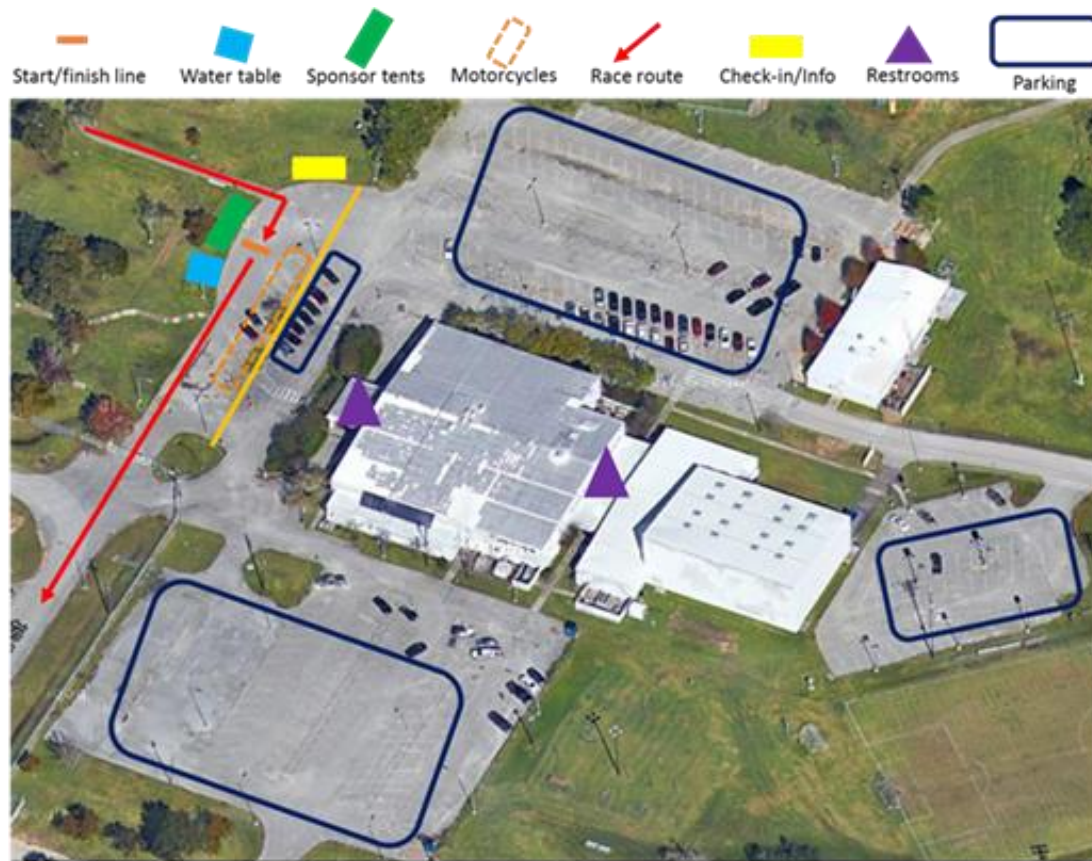 Start/finish line
Water table
Sponsor tents
Motorcycles
Race route
Check-in/Info
Restrooms
Parking